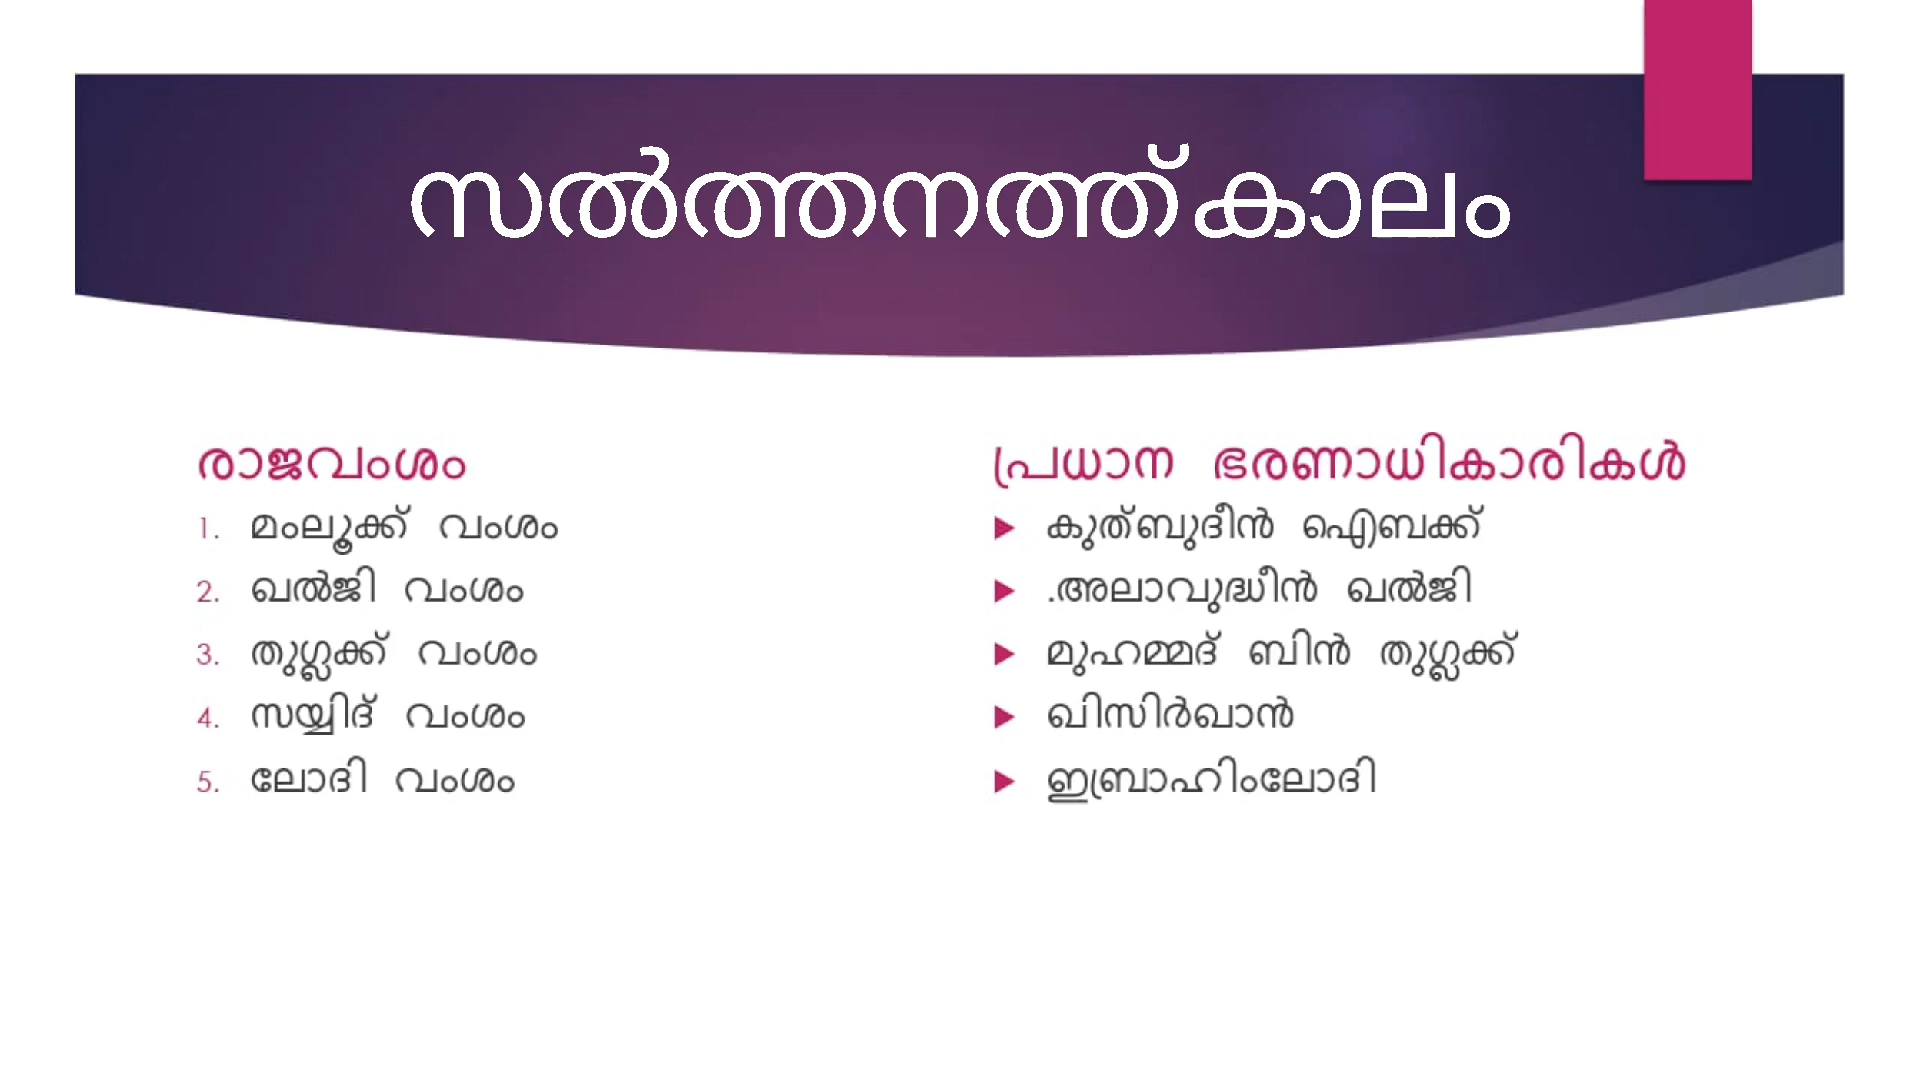 സൽത്തനത്ത്കാലം
രാജവംശം
1. മംലൂക്ക് വംശം
2. ഖൽജി വംശം
3. തുഗ്ലക്ക് വംശം
4. സയ്യിദ് വംശം
5. ലോദി വംശം
പ്രധാന ഭരണാധികാരികൾ
▶ കുത്ബുദീൻ ഐബക്ക്
▶ .അലാവുദ്ധീൻ ഖൽജി
▶ മുഹമ്മദ് ബിൻ തുഗ്ലക്ക്
▶ ഖിസിർഖാൻ
▶ ഇബ്രാഹിംലോദി